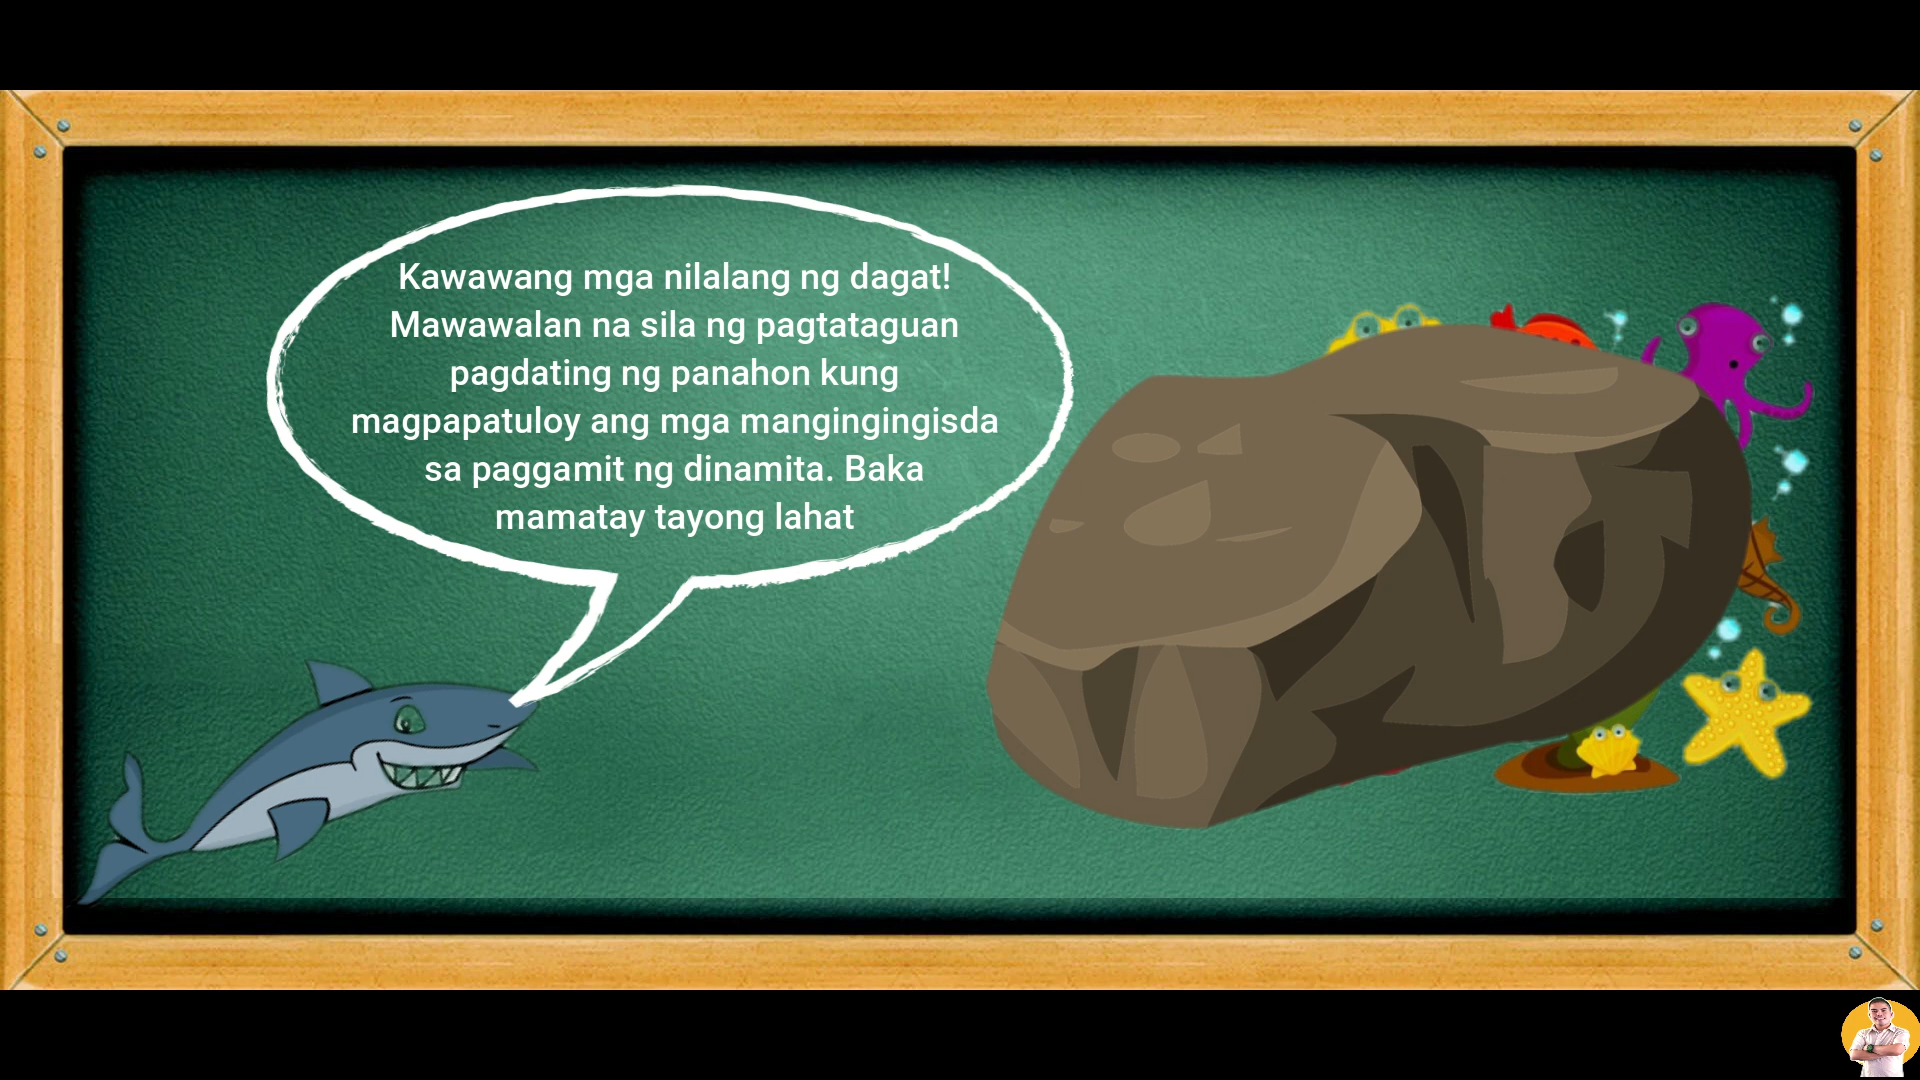 Kawawang mga nilalang ng dagat!
Mawawalan na sila ng pagtataguan
pagdating ng panahon kung
magpapatuloy ang mga mangingingisda
sa paggamit ng dinamita. Baka
mamatay tayong lahat